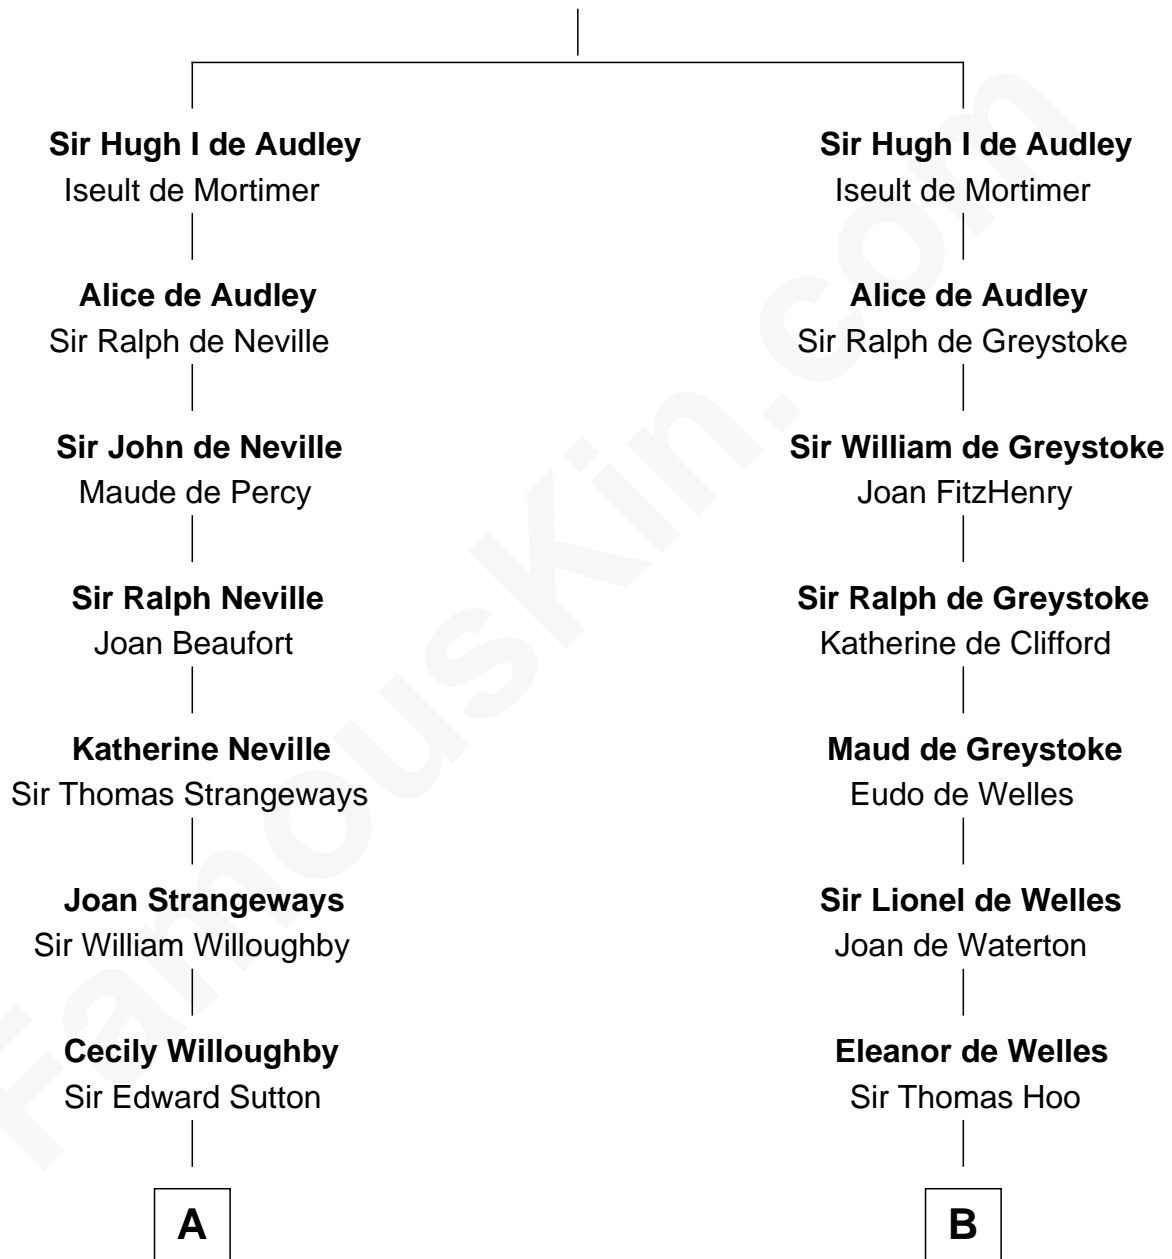 Sir Hugh I de Audley
Iseult de Mortimer
Alice de Audley
Sir Ralph de Neville
Sir John de Neville
Maude de Percy
Sir Ralph Neville
Joan Beaufort
Katherine Neville
Sir Thomas Strangeways
Joan Strangeways
Sir William Willoughby
Cecily Willoughby
Sir Edward Sutton
A
Sir Hugh I de Audley
Iseult de Mortimer
Alice de Audley
Sir Ralph de Greystoke
Sir William de Greystoke
Joan FitzHenry
Sir Ralph de Greystoke
Katherine de Clifford
Maud de Greystoke
Eudo de Welles
Sir Lionel de Welles
Joan de Waterton
Eleanor de Welles
Sir Thomas Hoo
B
FamousKin.com